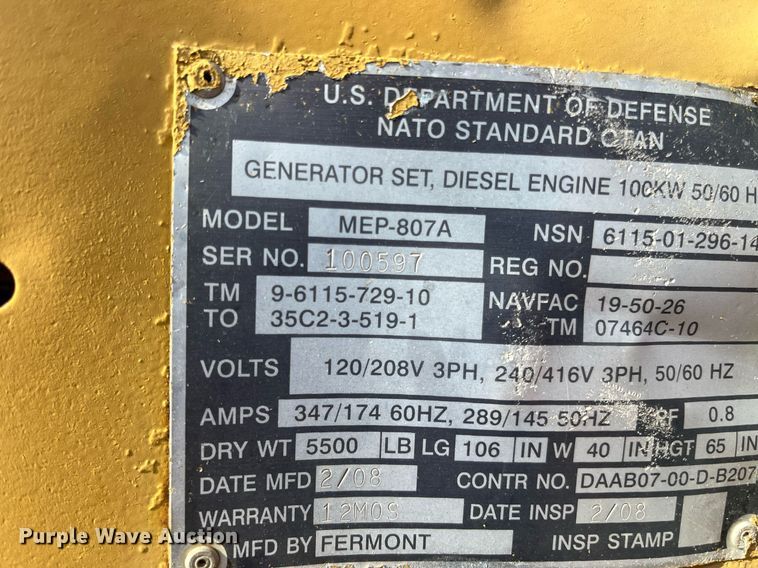 U.S. DEPARTMENT OF DEFENSE
NATO STANDARD
GENERATOR SET, DIESEL ENGINE 100KW 50/60 H
MODEL MEP-807A NSN 6115-01-296-14
SER NO. 100597 REG NO.
TM 9-6115-729-10 NAVFAC 19-50-26
TO 35C2-3-519-1 TM 07464C-10
VOLTS 120/208V 3PH, 240/416V 3PH, 50/60 HZ
AMPS 347/174 60HZ, 289/145 50HZ PF 0.8
DRY WT 5500 LB LG 106 IN W 40 IN HGT 65 IN
DATE MFD 2/08 CONTR NO. DAAB07-00-D-B207
WARRANTY 12MOS DATE INSP 2/08
MFD BY FERMONT INSP STAMP
Purple Wave Auction